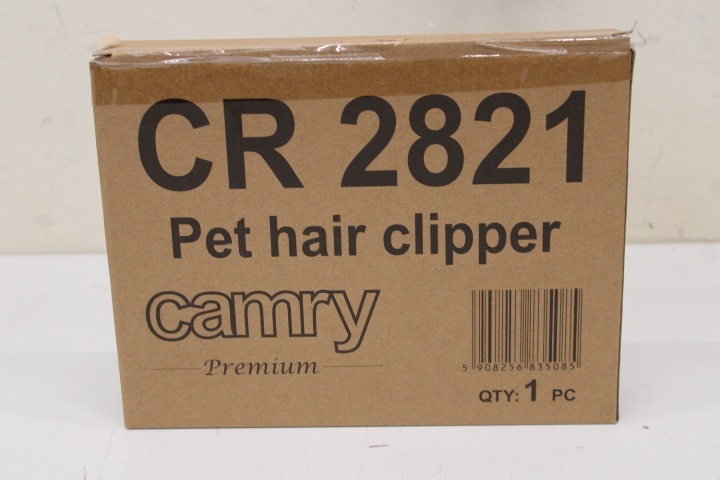 CR 2821
Pet hair clipper
camry
Premium
5 908256 835085
QTY: 1 PC